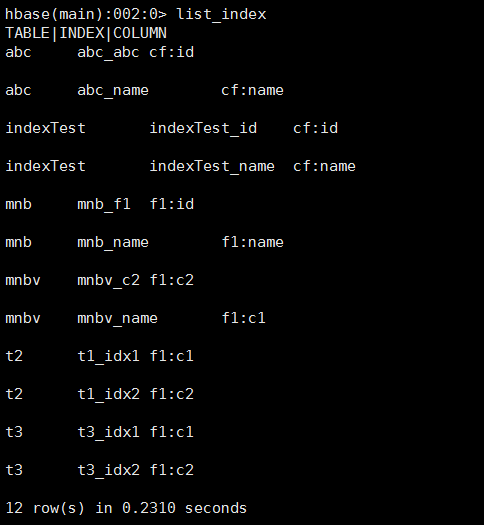 hbase(main):002:0> list_index
TABLE|INDEX|COLUMN
abc abc_abc cf:id
abc abc_name cf:name
indexTest indexTest_id cf:id
indexTest indexTest_name cf:name
mnb mnb_f1 f1:id
mnb mnb_name f1:name
mnbv mnbv_c2 f1:c2
mnbv mnbv_name f1:c1
t2 t1_idx1 f1:c1
t2 t1_idx2 f1:c2
t3 t3_idx1 f1:c1
t3 t3_idx2 f1:c2
12 row(s) in 0.2310 seconds